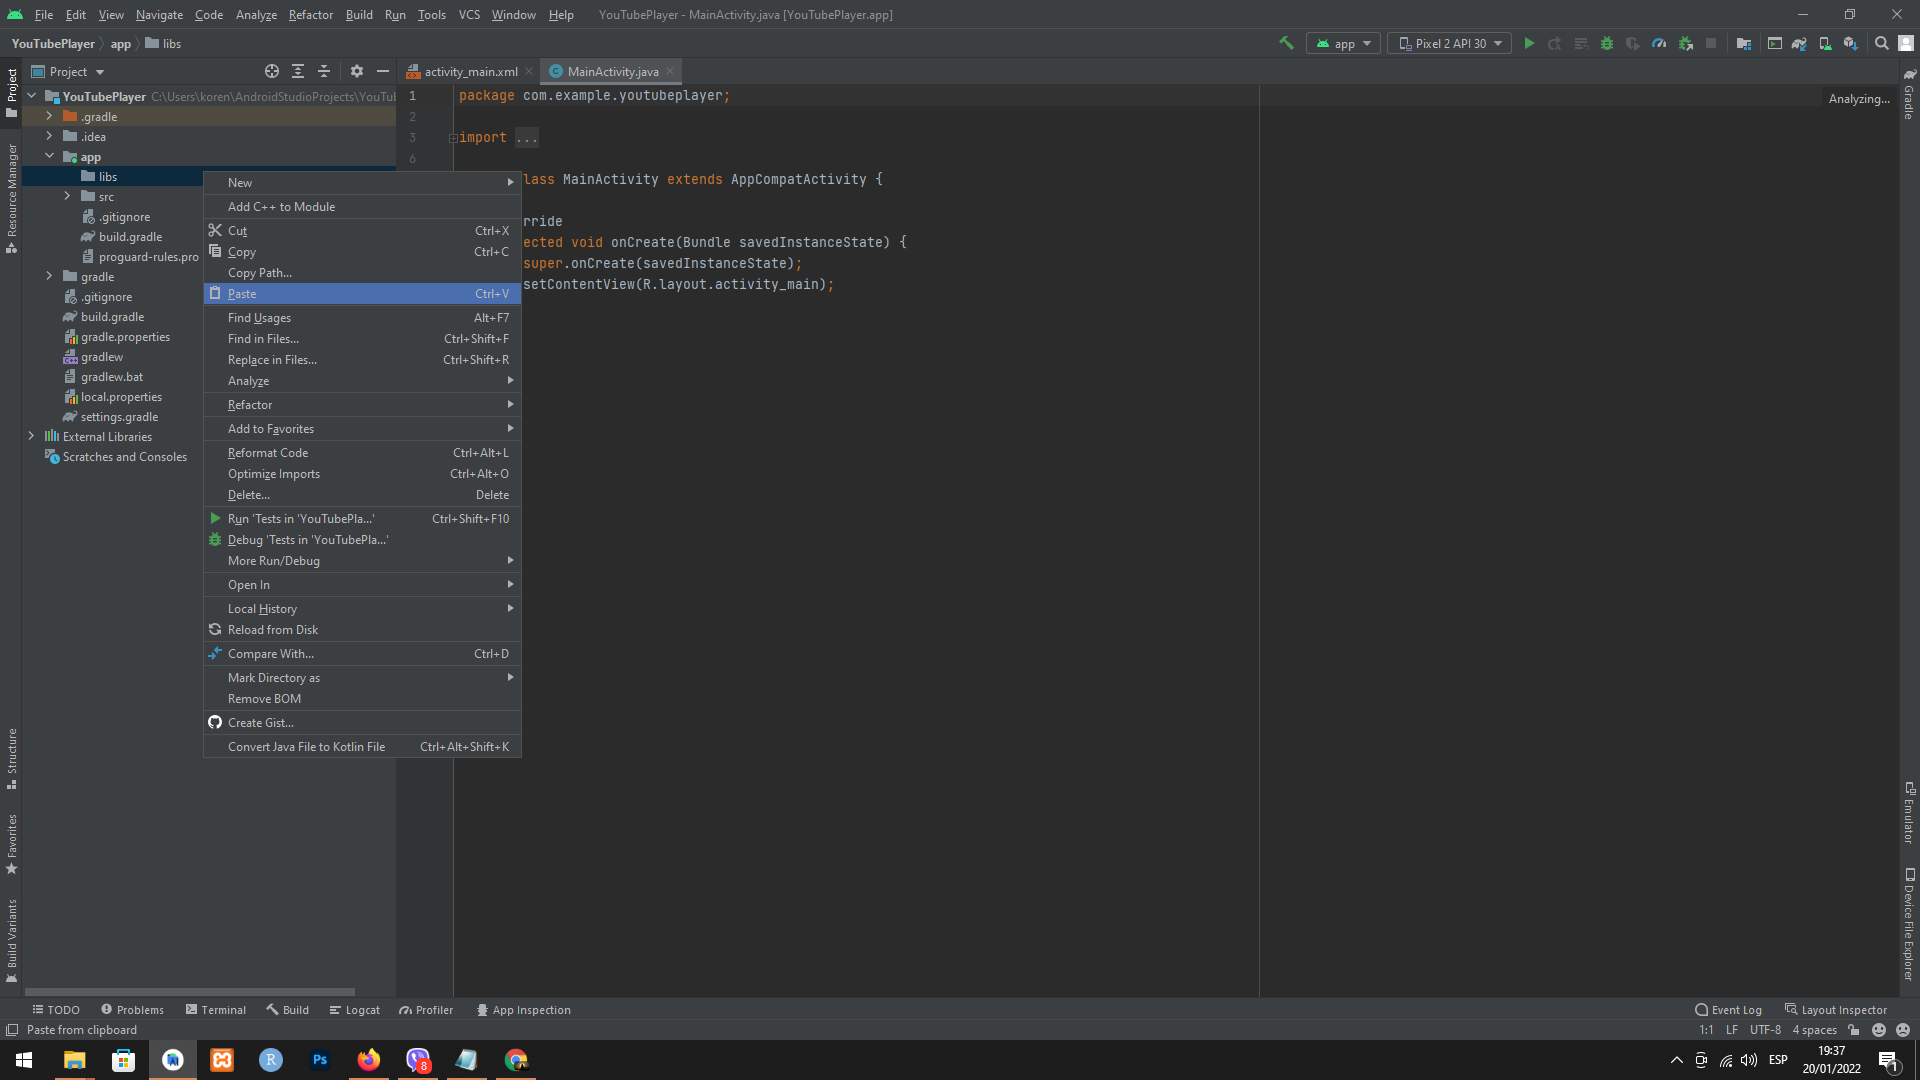 File Edit View Navigate Code Analyze Refactor Build Run Tools VCS Window Help YouTubePlayer - MainActivity.java [YouTubePlayer.app]
YouTubePlayer app libs
app Pixel 2 API 30
Project
activity_main.xml MainActivity.java
YouTubePlayer C:\Users\koren\AndroidStudioProjects\YouTu
.gradle
.idea
app
libs
src
.gitignore
build.gradle
proguard-rules.pro
gradle
.gitignore
build.gradle
gradle.properties
gradlew
gradlew.bat
local.properties
settings.gradle
External Libraries
Scratches and Consoles
New
Add C++ to Module
Cut Ctrl+X
Copy Ctrl+C
Copy Path...
Paste Ctrl+V
Find Usages Alt+F7
Find in Files... Ctrl+Shift+F
Replace in Files... Ctrl+Shift+R
Analyze
Refactor
Add to Favorites
Reformat Code Ctrl+Alt+L
Optimize Imports Ctrl+Alt+O
Delete... Delete
Run 'Tests in 'YouTubePla...' Ctrl+Shift+F10
Debug 'Tests in 'YouTubePla...'
More Run/Debug
Open In
Local History
Reload from Disk
Compare With... Ctrl+D
Mark Directory as
Remove BOM
Create Gist...
Convert Java File to Kotlin File Ctrl+Alt+Shift+K
1 package com.example.youtubeplayer;
2
3 import ...
6
lass MainActivity extends AppCompatActivity {
rride
ected void onCreate(Bundle savedInstanceState) {
super.onCreate(savedInstanceState);
setContentView(R.layout.activity_main);
Analyzing...
Project
Resource Manager
Structure
Favorites
Build Variants
Gradle
Emulator
Device File Explorer
TODO Problems Terminal Build Logcat Profiler App Inspection Event Log Layout Inspector
Paste from clipboard 1:1 LF UTF-8 4 spaces
AI R Ps 8 ESP 19:37
20/01/2022 1